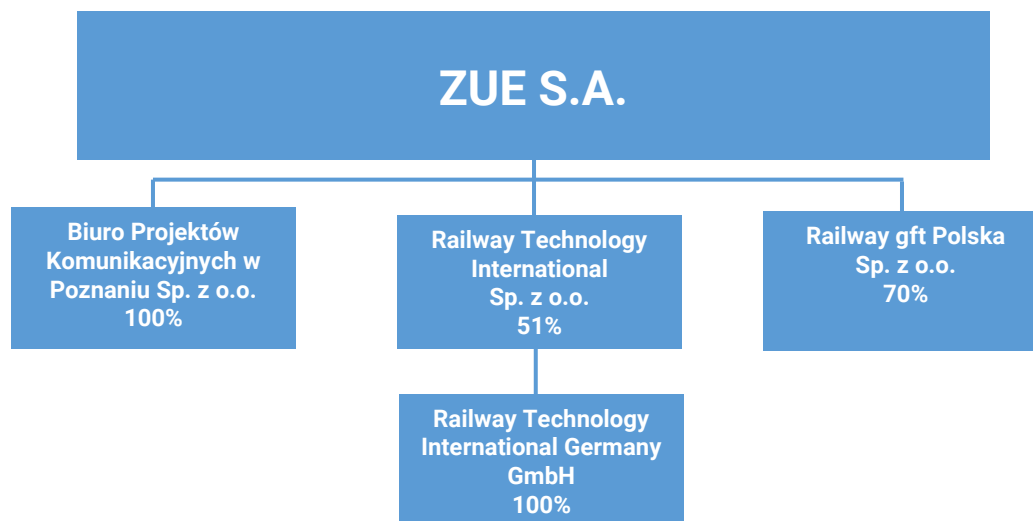 ZUE S.A.
Biuro Projektów
Komunikacyjnych w
Poznaniu Sp. z o.o.
100%
Railway Technology
International
Sp. z o.o.
51%
Railway gft Polska
Sp. z o.o.
70%
Railway Technology
International Germany
GmbH
100%